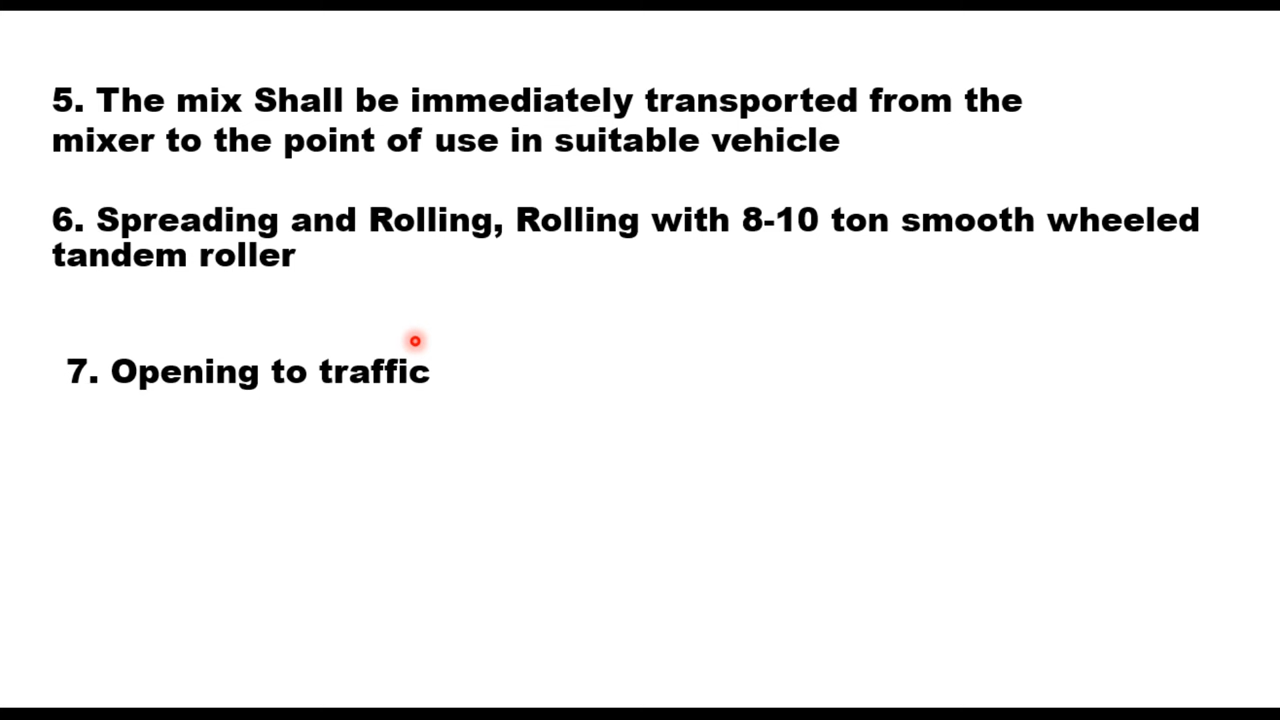 5. The mix Shall be immediately transported from the
mixer to the point of use in suitable vehicle
6. Spreading and Rolling, Rolling with 8-10 ton smooth wheeled
tandem roller
7. Opening to traffic